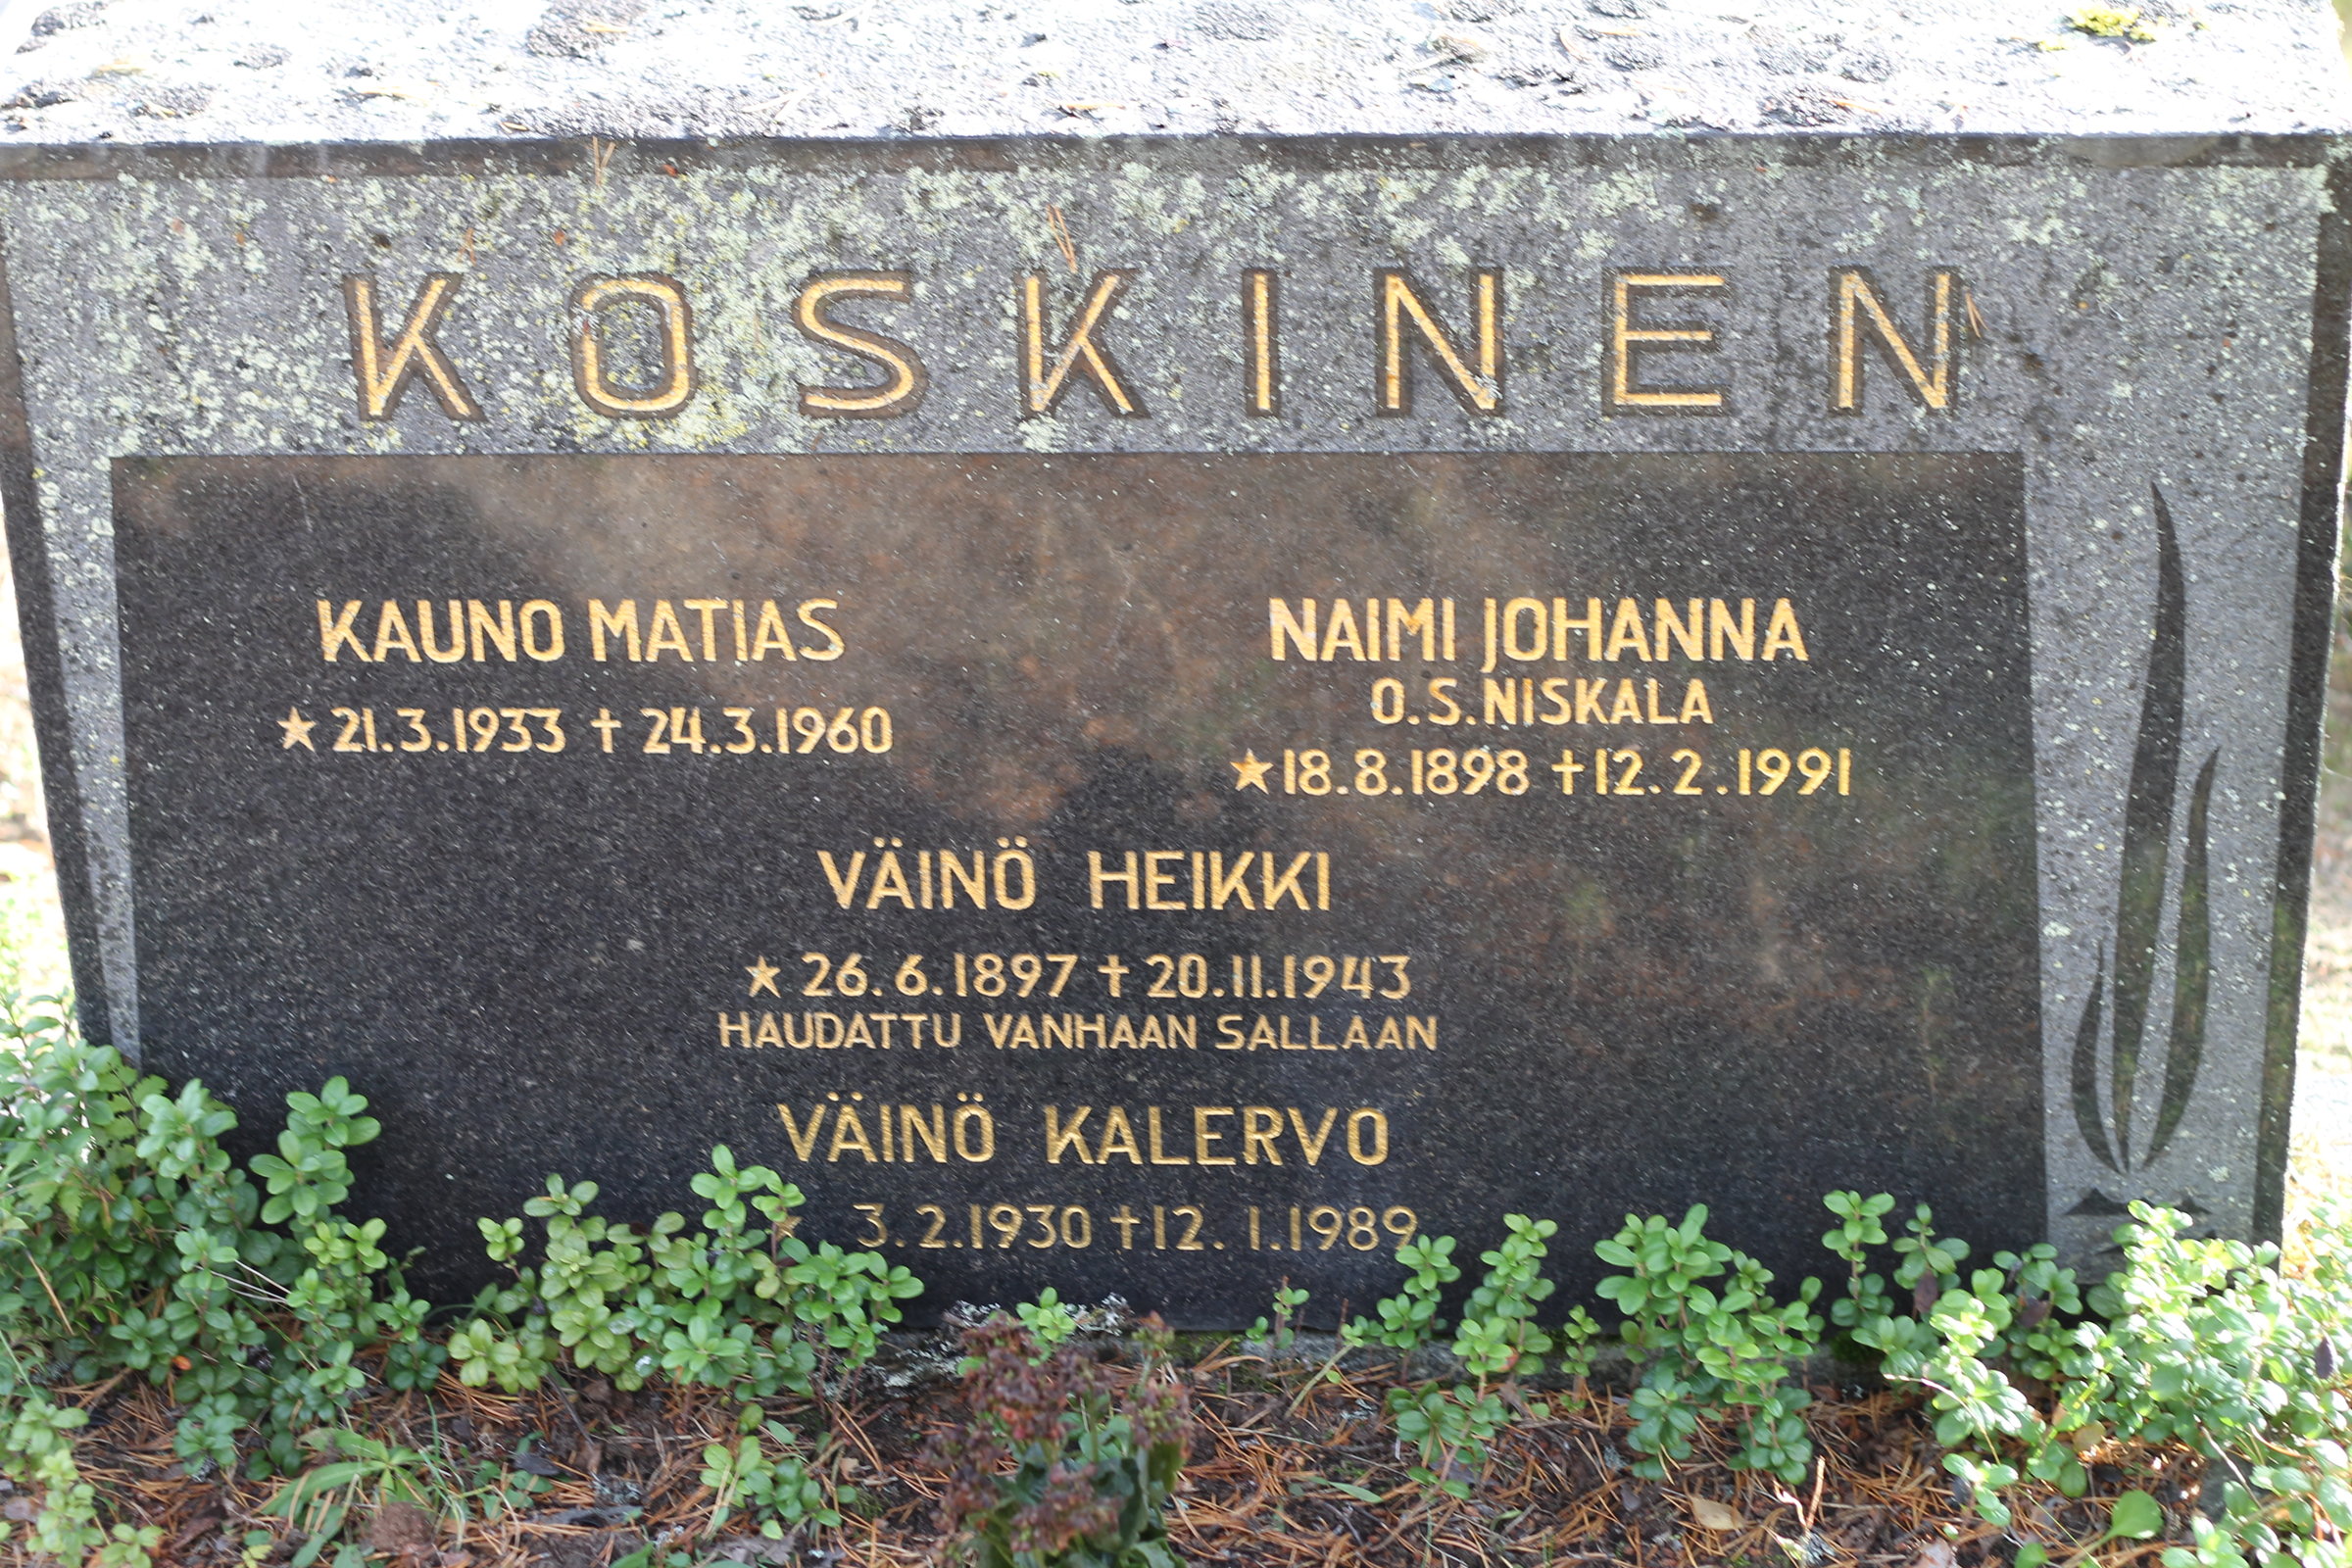 KOSKINEN
KAUNO MATIAS
★ 21.3.1933 † 24.3.1960
NAIMI JOHANNA
O.S. NISKALA
★ 18.8.1898 † 12.2.1991
VÄINÖ HEIKKI
★ 26.6.1897 † 20.11.1943
HAUDATTU VANHAAN SALLAAN
VÄINÖ KALERVO
★ 3.2.1930 † 12.1.1989